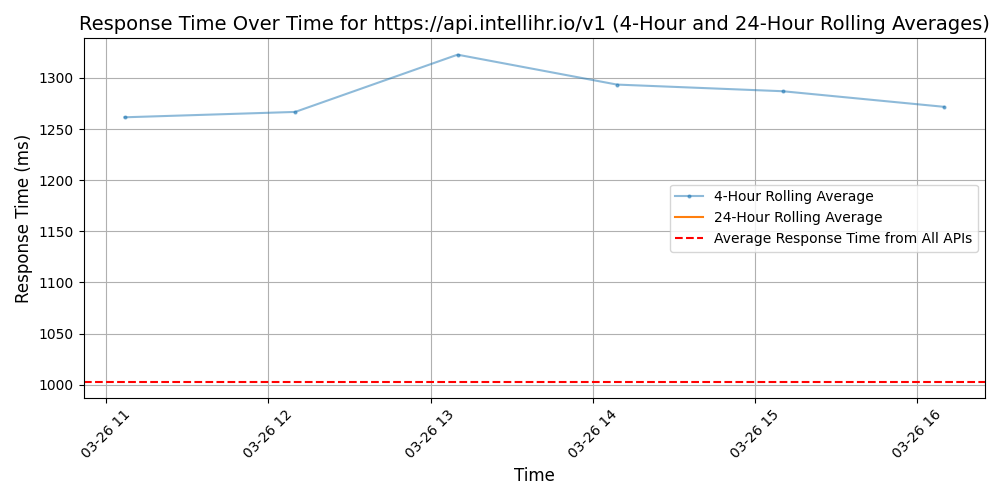 Response Time Over Time for https://api.intellihr.io/v1 (4-Hour and 24-Hour Rolling Averages)
Response Time (ms)
1300
1250
1200
1150
1100
1050
1000
4-Hour Rolling Average
24-Hour Rolling Average
Average Response Time from All APIs
03-26 11
03-26 12
03-26 13
03-26 14
03-26 15
03-26 16
Time